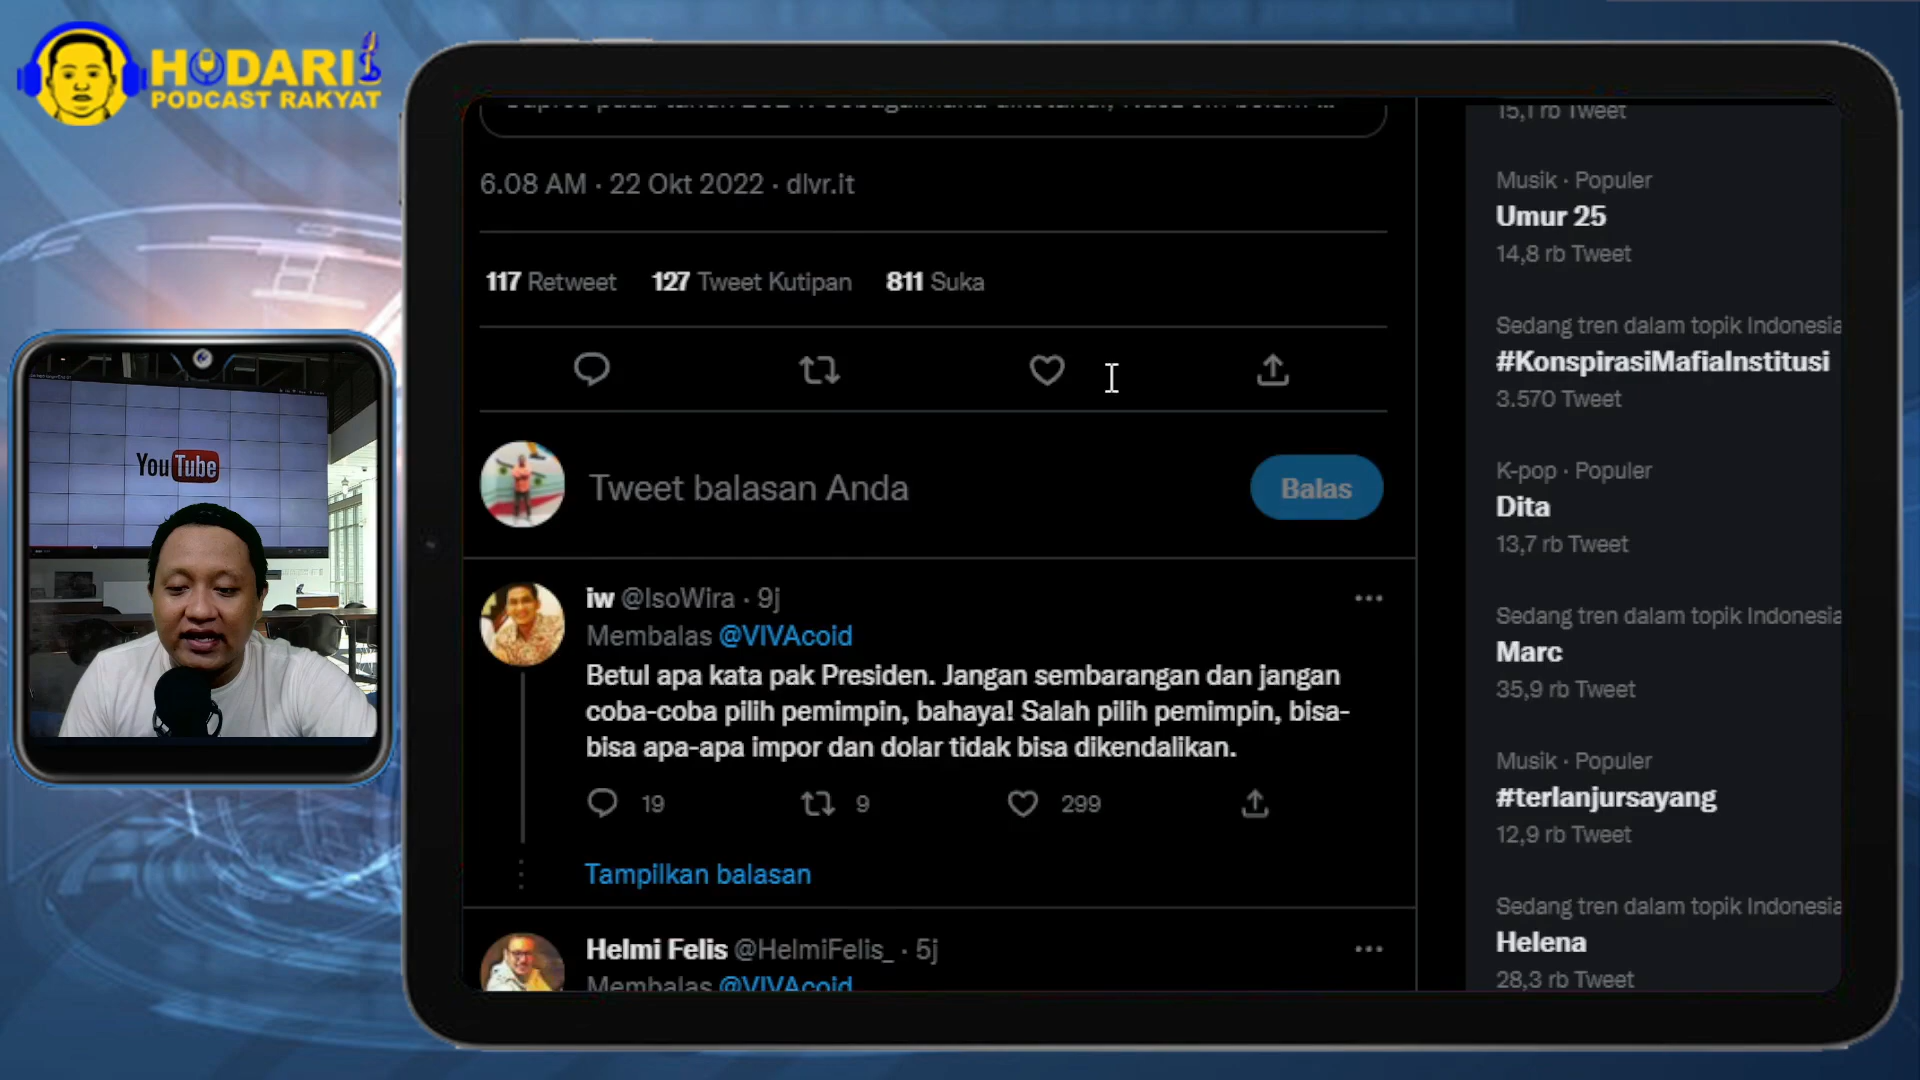 HODARI
PODCAST RAKYAT
YouTube
6.08 AM · 22 Okt 2022 · dlvr.it
117 Retweet 127 Tweet Kutipan 811 Suka
Tweet balasan Anda
Balas
iw @IsoWira · 9j
Membalas @VIVAcoid
Betul apa kata pak Presiden. Jangan sembarangan dan jangan
coba-coba pilih pemimpin, bahaya! Salah pilih pemimpin, bisa-
bisa apa-apa impor dan dolar tidak bisa dikendalikan.
19 9 299
Tampilkan balasan
Helmi Felis @HelmiFelis_ · 5j
Membalas @VIVAcoid
15,1 rb Tweet
Musik · Populer
Umur 25
14,8 rb Tweet
Sedang tren dalam topik Indonesia
#KonspirasiMafiaInstitusi
3.570 Tweet
K-pop · Populer
Dita
13,7 rb Tweet
Sedang tren dalam topik Indonesia
Marc
35,9 rb Tweet
Musik · Populer
#terlanjursayang
12,9 rb Tweet
Sedang tren dalam topik Indonesia
Helena
28,3 rb Tweet